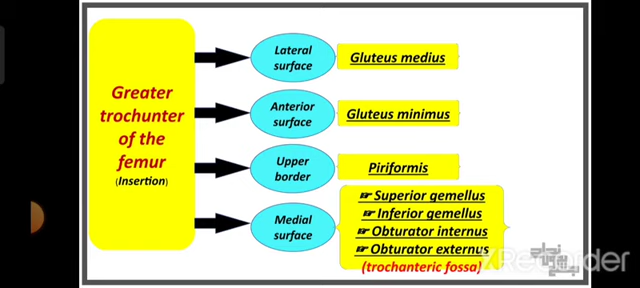 Greater
trochunter
of the
femur
(Insertion)
Lateral
surface
Gluteus medius
Anterior
surface
Gluteus minimus
Upper
border
Piriformis
Medial
surface
☞ Superior gemellus
☞ Inferior gemellus
☞ Obturator internus
☞ Obturator externus
(trochanteric fossa)
XRecorder